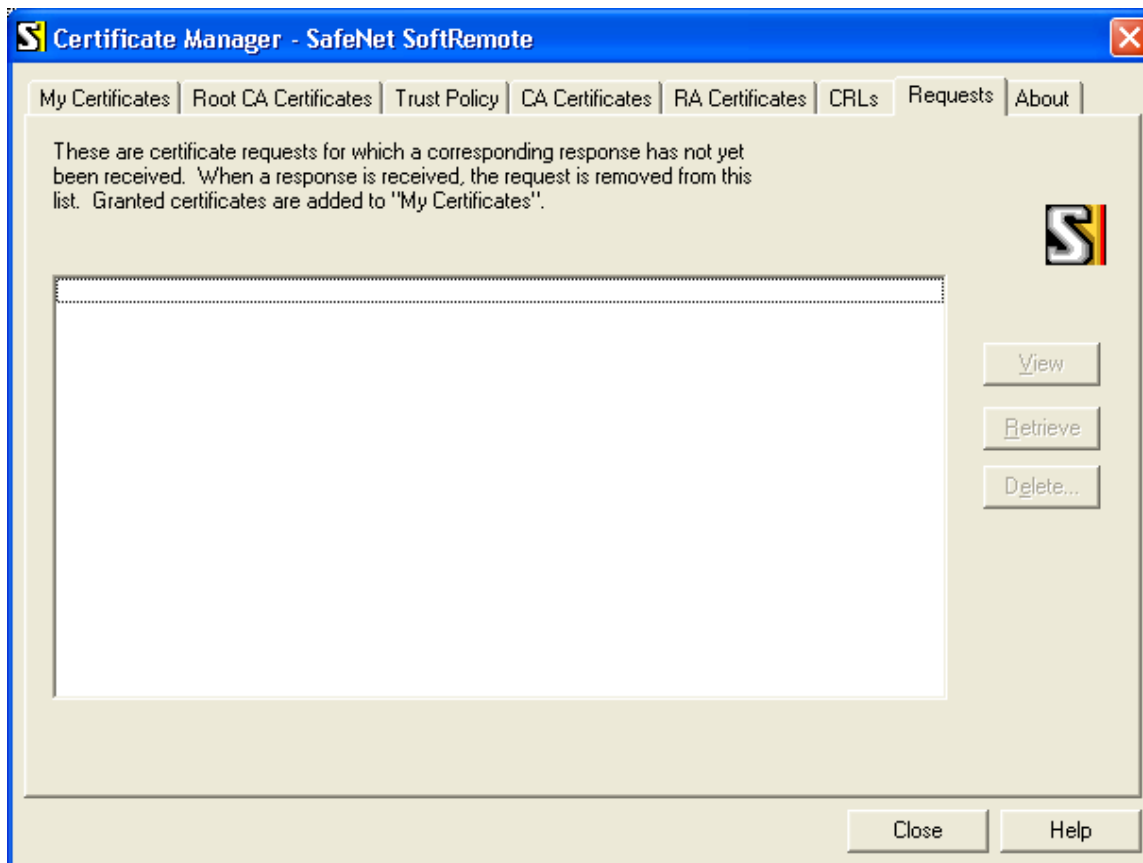 Certificate Manager - SafeNet SoftRemote
My Certificates Root CA Certificates Trust Policy CA Certificates RA Certificates CRLs Requests About
These are certificate requests for which a corresponding response has not yet
been received.  When a response is received, the request is removed from this
list.  Granted certificates are added to "My Certificates".
View
Retrieve
Delete...
Close Help